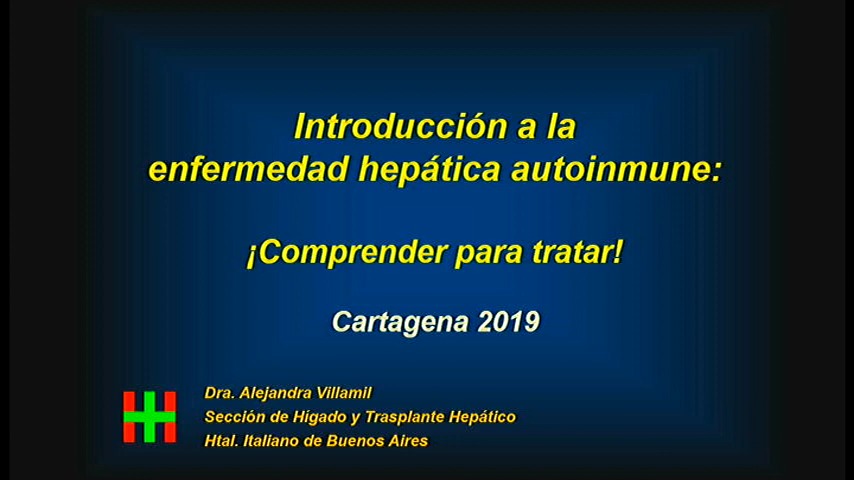 Introducción a la
enfermedad hepática autoinmune:
¡Comprender para tratar!
Cartagena 2019
Dra. Alejandra Villamil
Sección de Hígado y Trasplante Hepático
Htal. Italiano de Buenos Aires